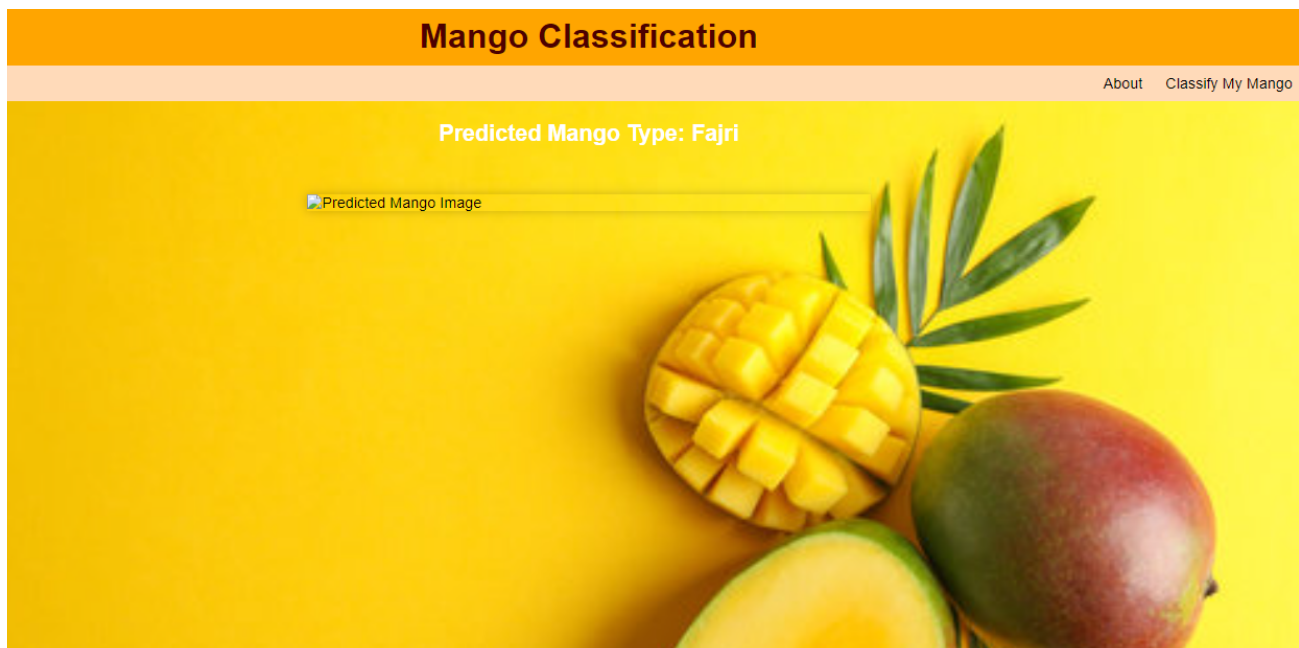 Mango Classification
About Classify My Mango
Predicted Mango Type: Fajri
Predicted Mango Image